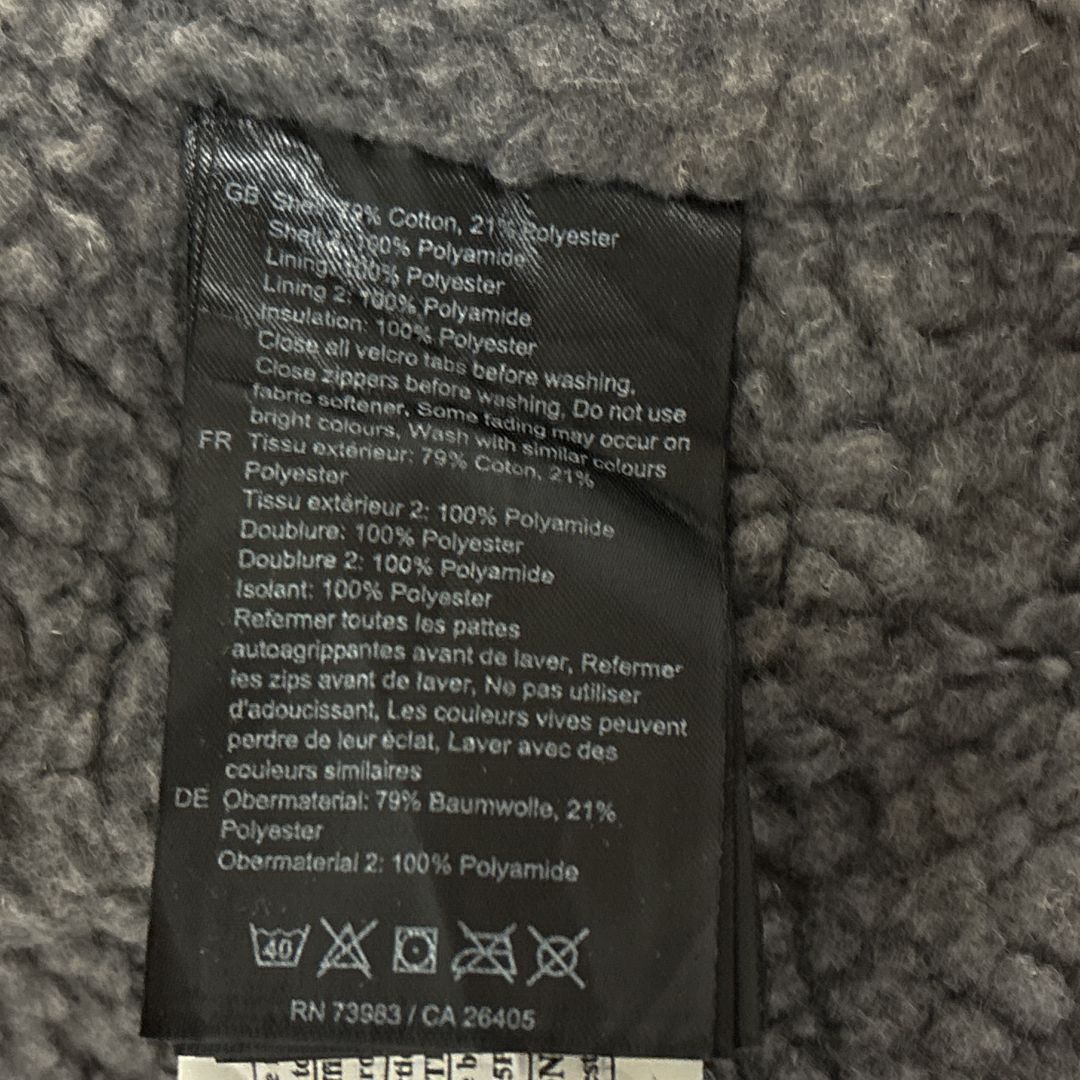 GB Shell: 79% Cotton, 21% Polyester
Shell 2: 100% Polyamide
Lining: 100% Polyester
Lining 2: 100% Polyamide
Insulation: 100% Polyester
Close all velcro tabs before washing,
Close zippers before washing, Do not use
fabric softener, Some fading may occur on
bright colours, Wash with similar colours
FR Tissu extérieur: 79% Coton, 21%
Polyester
Tissu extérieur 2: 100% Polyamide
Doublure: 100% Polyester
Doublure 2: 100% Polyamide
Isolant: 100% Polyester
Refermer toutes les pattes
autoagrippantes avant de laver, Refermer
les zips avant de laver, Ne pas utiliser
d'adoucissant, Les couleurs vives peuvent
perdre de leur éclat, Laver avec des
couleurs similaires
DE Obermaterial: 79% Baumwolle, 21%
Polyester
Obermaterial 2: 100% Polyamide
40
RN 73983 / CA 26405